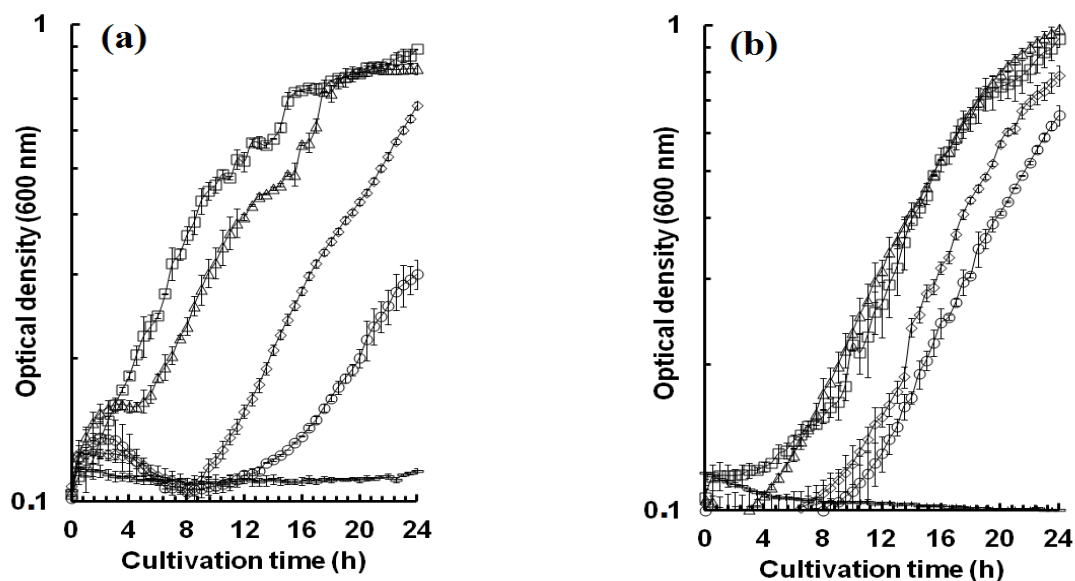 (a)
1
0.1
Optical density (600 nm)
0 4 8 12 16 20 24
Cultivation time (h)
(b)
1
0.1
Optical density (600 nm)
0 4 8 12 16 20 24
Cultivation time (h)